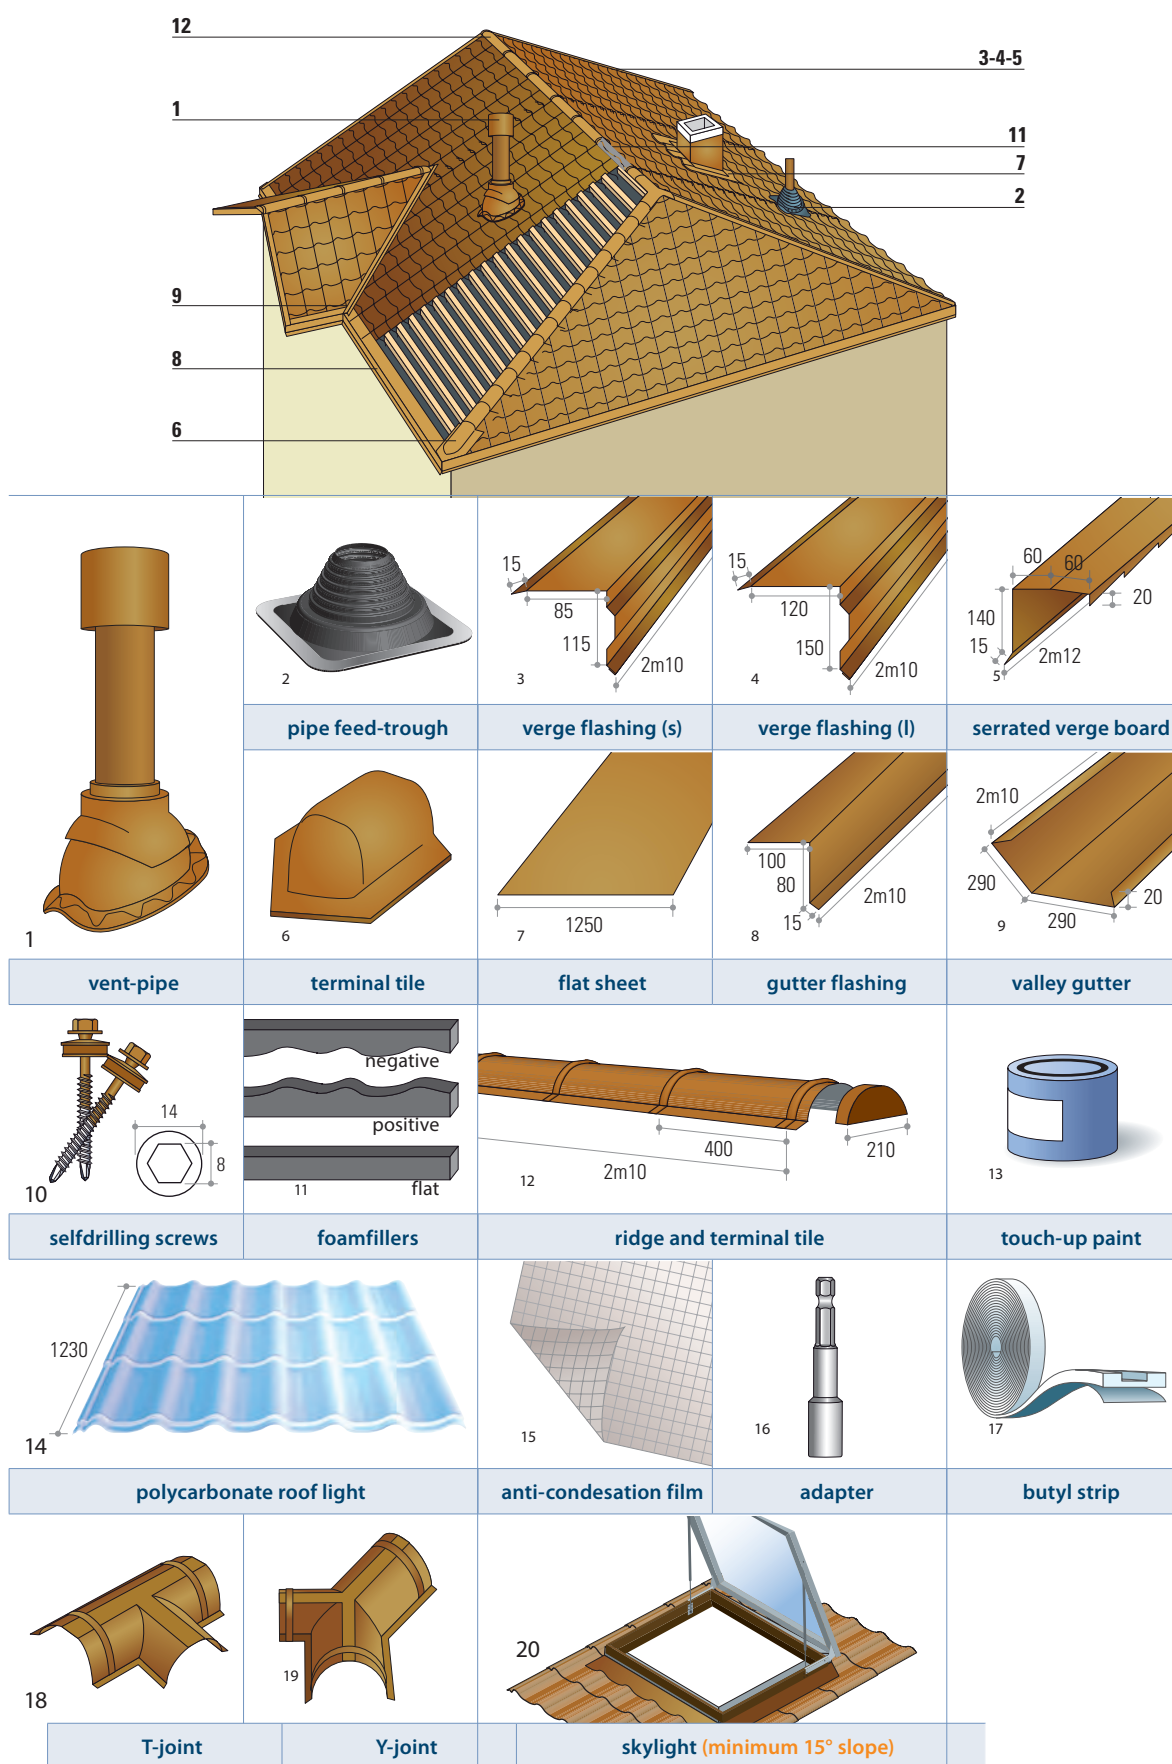 12
3-4-5
1
11
7
2
9
8
6
1
vent-pipe
2
pipe feed-trough
15
85
115
2m10
3
verge flashing (s)
15
120
150
2m10
4
verge flashing (l)
60
60
140
20
15
2m12
5
serrated verge board
6
terminal tile
1250
7
flat sheet
100
80
15
2m10
8
gutter flashing
2m10
290
290
20
9
valley gutter
14
8
10
selfdrilling screws
negative
positive
flat
11
foamfillers
400
2m10
210
12
ridge and terminal tile
13
touch-up paint
1230
14
polycarbonate roof light
15
anti-condesation film
16
adapter
17
butyl strip
18
T-joint
19
Y-joint
20
skylight (minimum 15° slope)